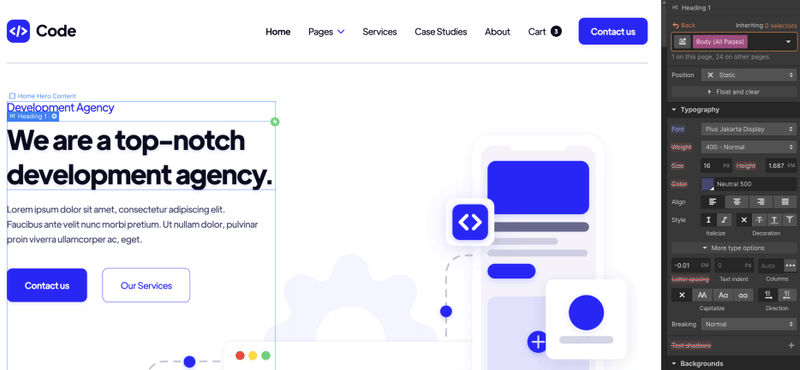 Code
Home
Pages
Services
Case Studies
About
Cart 3
Contact us
Home Hero Content
Development Agency
H1 Heading 1
We are a top-notch
development agency.
Lorem ipsum dolor sit amet, consectetur adipiscing elit.
Faucibus ante velit nunc morbi pretium. Ut nullam dolor, pulvinar
proin viverra ullamcorper ac, eget.
Contact us
Our Services
H1 Heading 1
Back
Inheriting 0 selectors
Body (All Pages)
1 on this page, 24 on other pages.
Position
Static
Float and clear
Typography
Font
Plus Jakarta Display
Weight
400 - Normal
Size
16 PX
Height
1.687 EM
Color
Neutral 500
Align
Style
Italicize
Decoration
More type options
-0.01 EM
0 PX
Auto
Letter spacing
Text indent
Columns
AA
Aa
aa
Capitalize
Direction
Breaking
Normal
Text shadows
Backgrounds